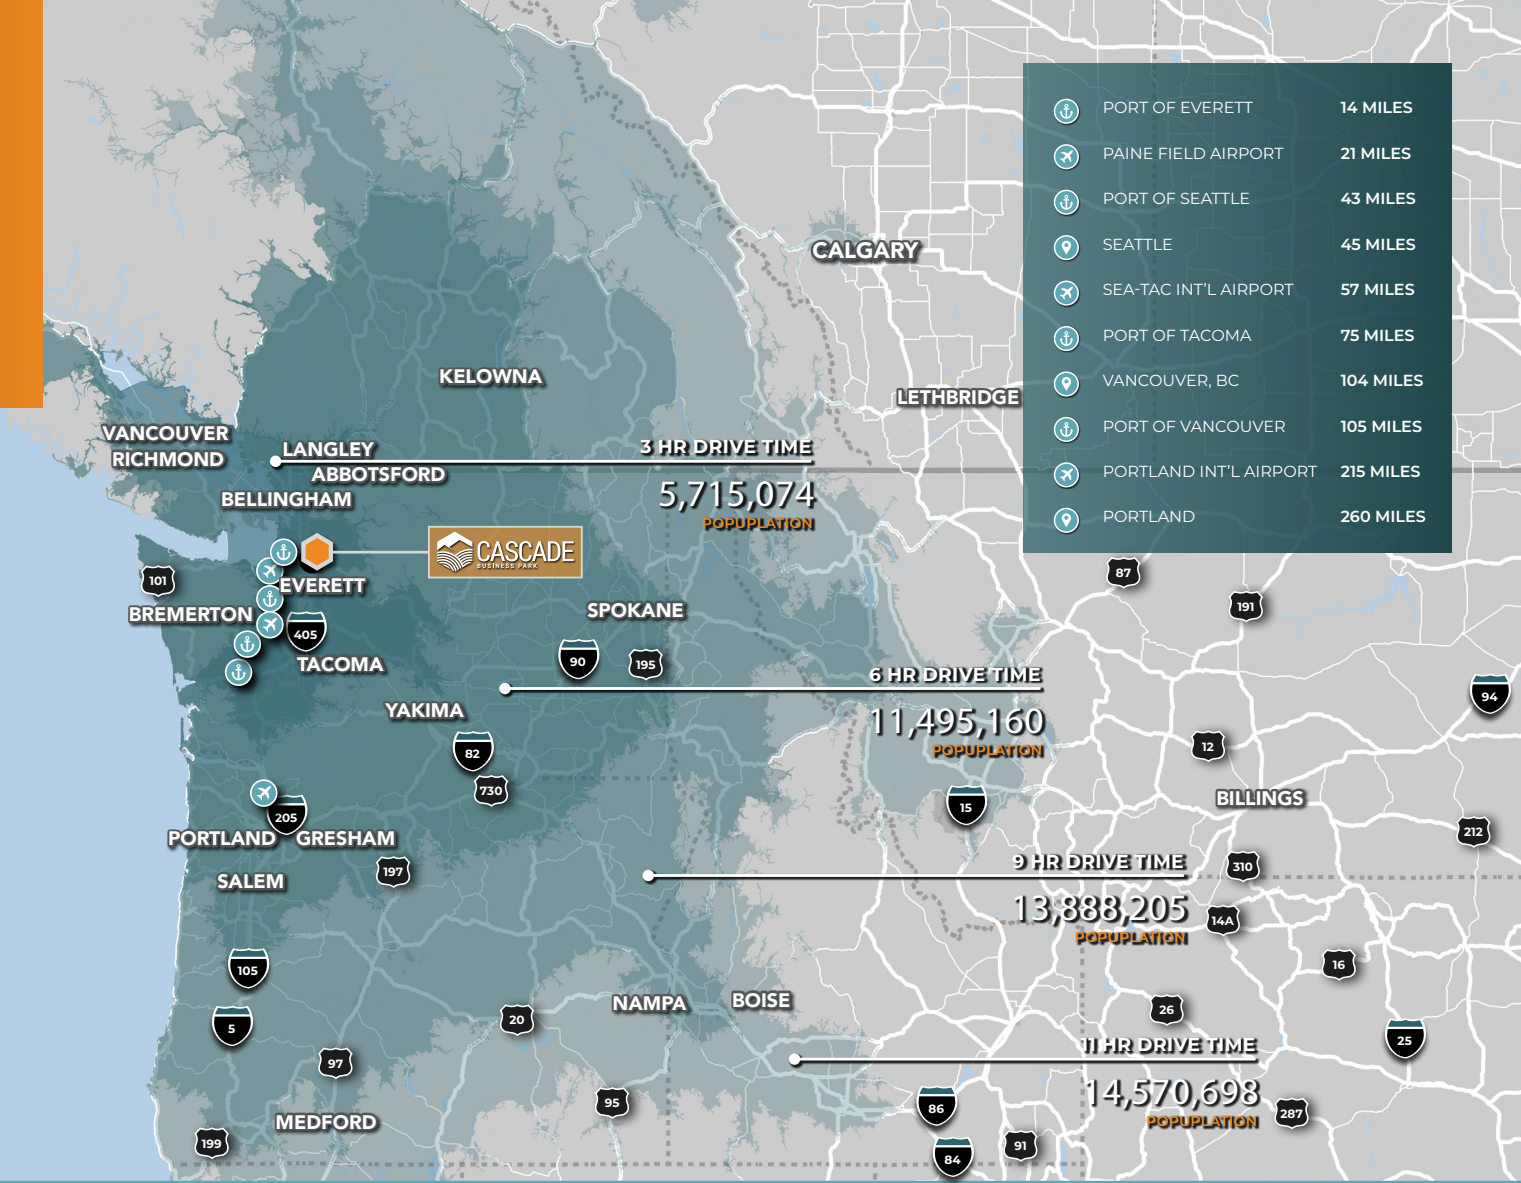 PORT OF EVERETT 14 MILES
PAINE FIELD AIRPORT 21 MILES
PORT OF SEATTLE 43 MILES
SEATTLE 45 MILES
SEA-TAC INT'L AIRPORT 57 MILES
PORT OF TACOMA 75 MILES
VANCOUVER, BC 104 MILES
PORT OF VANCOUVER 105 MILES
PORTLAND INT'L AIRPORT 215 MILES
PORTLAND 260 MILES
CALGARY
KELOWNA
LETHBRIDGE
VANCOUVER
RICHMOND
LANGLEY
ABBOTSFORD
BELLINGHAM
3 HR DRIVE TIME
5,715,074
POPUPLATION
CASCADE
BUSINESS PARK
101
EVERETT
BREMERTON
405
TACOMA
SPOKANE
90
195
87
191
94
6 HR DRIVE TIME
11,495,160
POPUPLATION
YAKIMA
82
730
12
15
BILLINGS
212
205
PORTLAND
GRESHAM
197
SALEM
9 HR DRIVE TIME
13,888,205
POPUPLATION
310
14A
16
105
5
97
20
NAMPA
BOISE
26
25
11 HR DRIVE TIME
14,570,698
POPUPLATION
95
86
287
MEDFORD
199
91
84